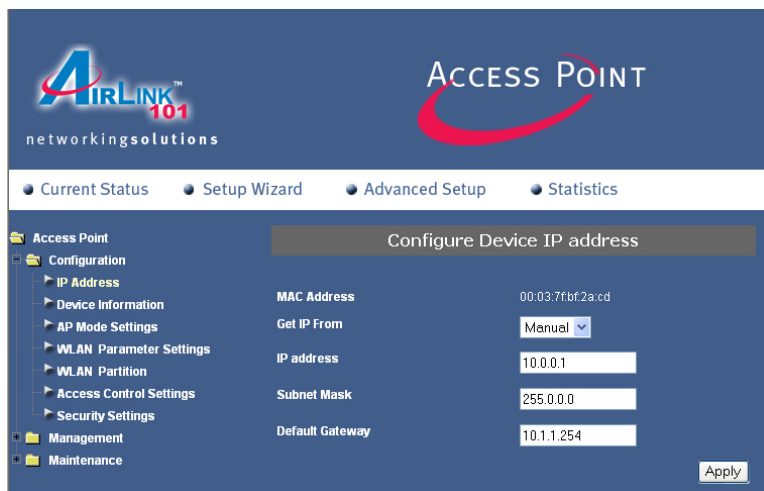 AIRLINK™
101
networkingsolutions
ACCESS POINT
Current Status Setup Wizard Advanced Setup Statistics
Access Point
Configuration
IP Address
Device Information
AP Mode Settings
WLAN Parameter Settings
WLAN Partition
Access Control Settings
Security Settings
Management
Maintenance
Configure Device IP address
MAC Address 00:03:7f:bf:2a:cd
Get IP From Manual
IP address 10.0.0.1
Subnet Mask 255.0.0.0
Default Gateway 10.1.1.254
Apply